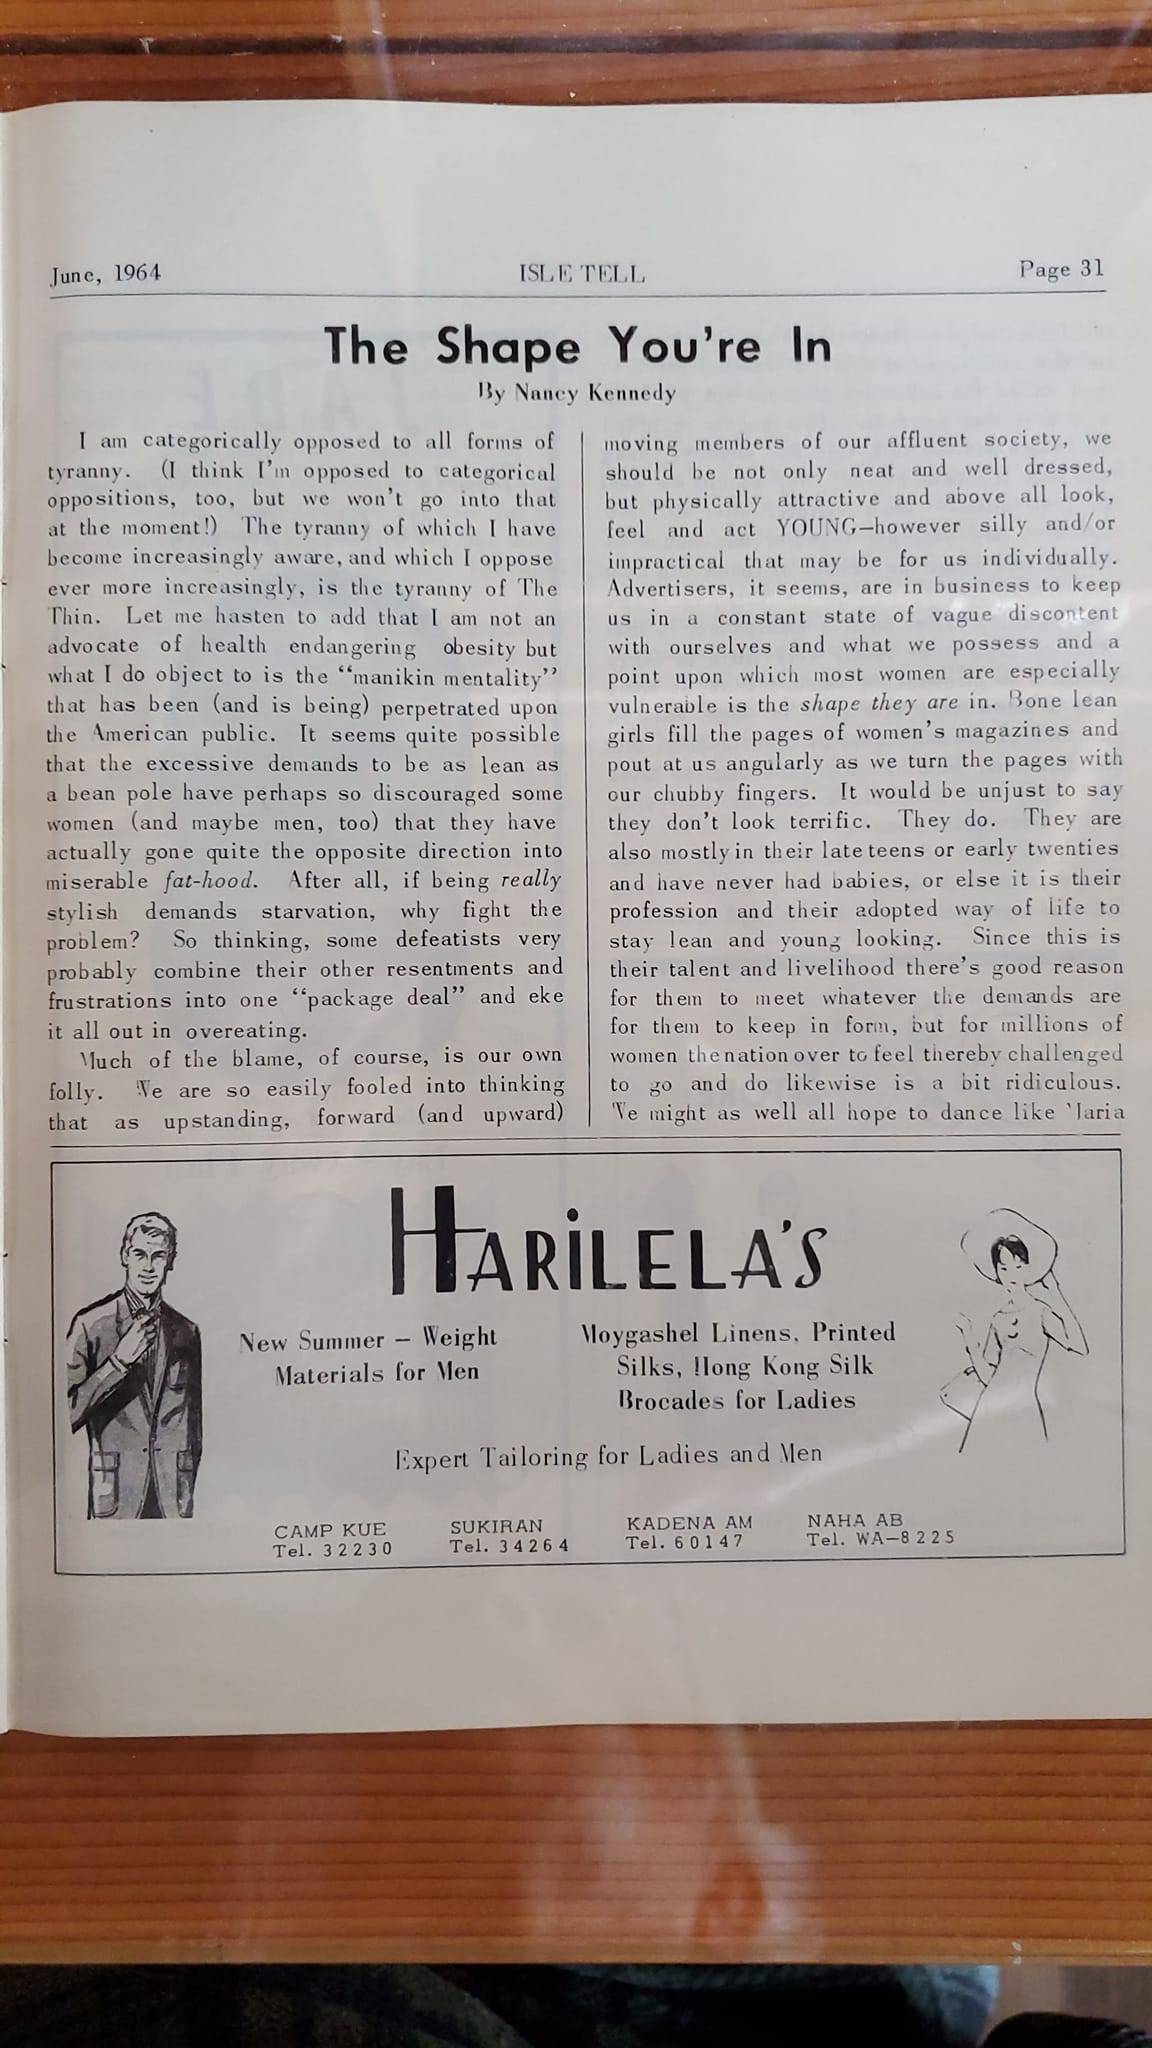 June, 1964
ISLE TELL
Page 31
The Shape You're In
By Nancy Kennedy
I am categorically opposed to all forms of
tyranny. (I think I'm opposed to categorical
oppositions, too, but we won't go into that
at the moment!) The tyranny of which I have
become increasingly aware, and which I oppose
ever more increasingly, is the tyranny of The
Thin. Let me hasten to add that I am not an
advocate of health endangering obesity but
what I do object to is the “manikin mentality”
that has been (and is being) perpetrated upon
the American public. It seems quite possible
that the excessive demands to be as lean as
a bean pole have perhaps so discouraged some
women (and maybe men, too) that they have
actually gone quite the opposite direction into
miserable fat-hood. After all, if being really
stylish demands starvation, why fight the
problem? So thinking, some defeatists very
probably combine their other resentments and
frustrations into one “package deal” and eke
it all out in overeating.
Much of the blame, of course, is our own
folly. We are so easily fooled into thinking
that as upstanding, forward (and upward)
moving members of our affluent society, we
should be not only neat and well dressed,
but physically attractive and above all look,
feel and act YOUNG—however silly and/or
impractical that may be for us individually.
Advertisers, it seems, are in business to keep
us in a constant state of vague discontent
with ourselves and what we possess and a
point upon which most women are especially
vulnerable is the shape they are in. Bone lean
girls fill the pages of women's magazines and
pout at us angularly as we turn the pages with
our chubby fingers. It would be unjust to say
they don't look terrific. They do. They are
also mostly in their late teens or early twenties
and have never had babies, or else it is their
profession and their adopted way of life to
stay lean and young looking. Since this is
their talent and livelihood there's good reason
for them to meet whatever the demands are
for them to keep in form, but for millions of
women the nation over to feel thereby challenged
to go and do likewise is a bit ridiculous.
We might as well all hope to dance like Maria
HARILELA'S
New Summer – Weight
Materials for Men
Moygashel Linens, Printed
Silks, Hong Kong Silk
Brocades for Ladies
Expert Tailoring for Ladies and Men
CAMP KUE
Tel. 32230
SUKIRAN
Tel. 34264
KADENA AM
Tel. 60147
NAHA AB
Tel. WA—8225